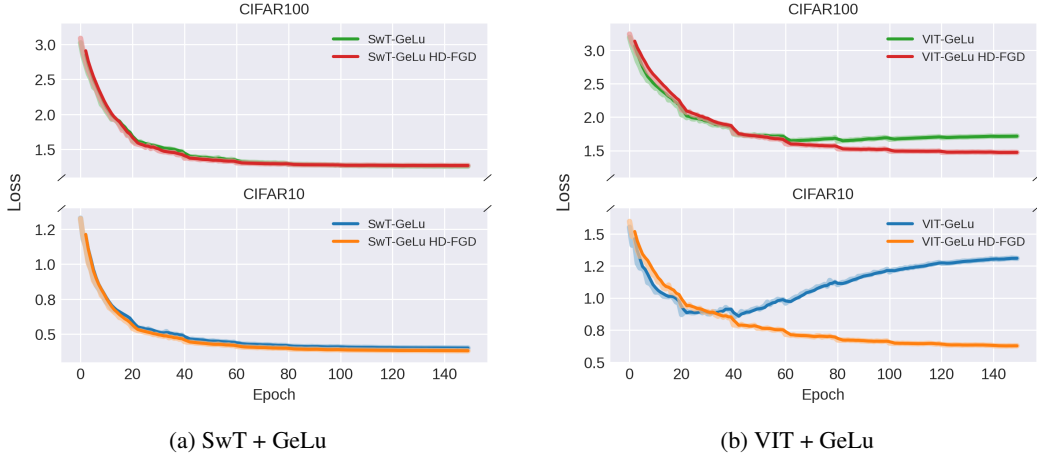 CIFAR100
3.0
2.5
2.0
1.5
SwT-GeLu
SwT-GeLu HD-FGD
Loss
CIFAR10
1.2
1.0
0.8
0.5
SwT-GeLu
SwT-GeLu HD-FGD
0 20 40 60 80 100 120 140
Epoch
(a) SwT + GeLu
CIFAR100
3.0
2.5
2.0
1.5
VIT-GeLu
VIT-GeLu HD-FGD
Loss
CIFAR10
1.5
1.2
1.0
0.8
0.5
VIT-GeLu
VIT-GeLu HD-FGD
0 20 40 60 80 100 120 140
Epoch
(b) VIT + GeLu